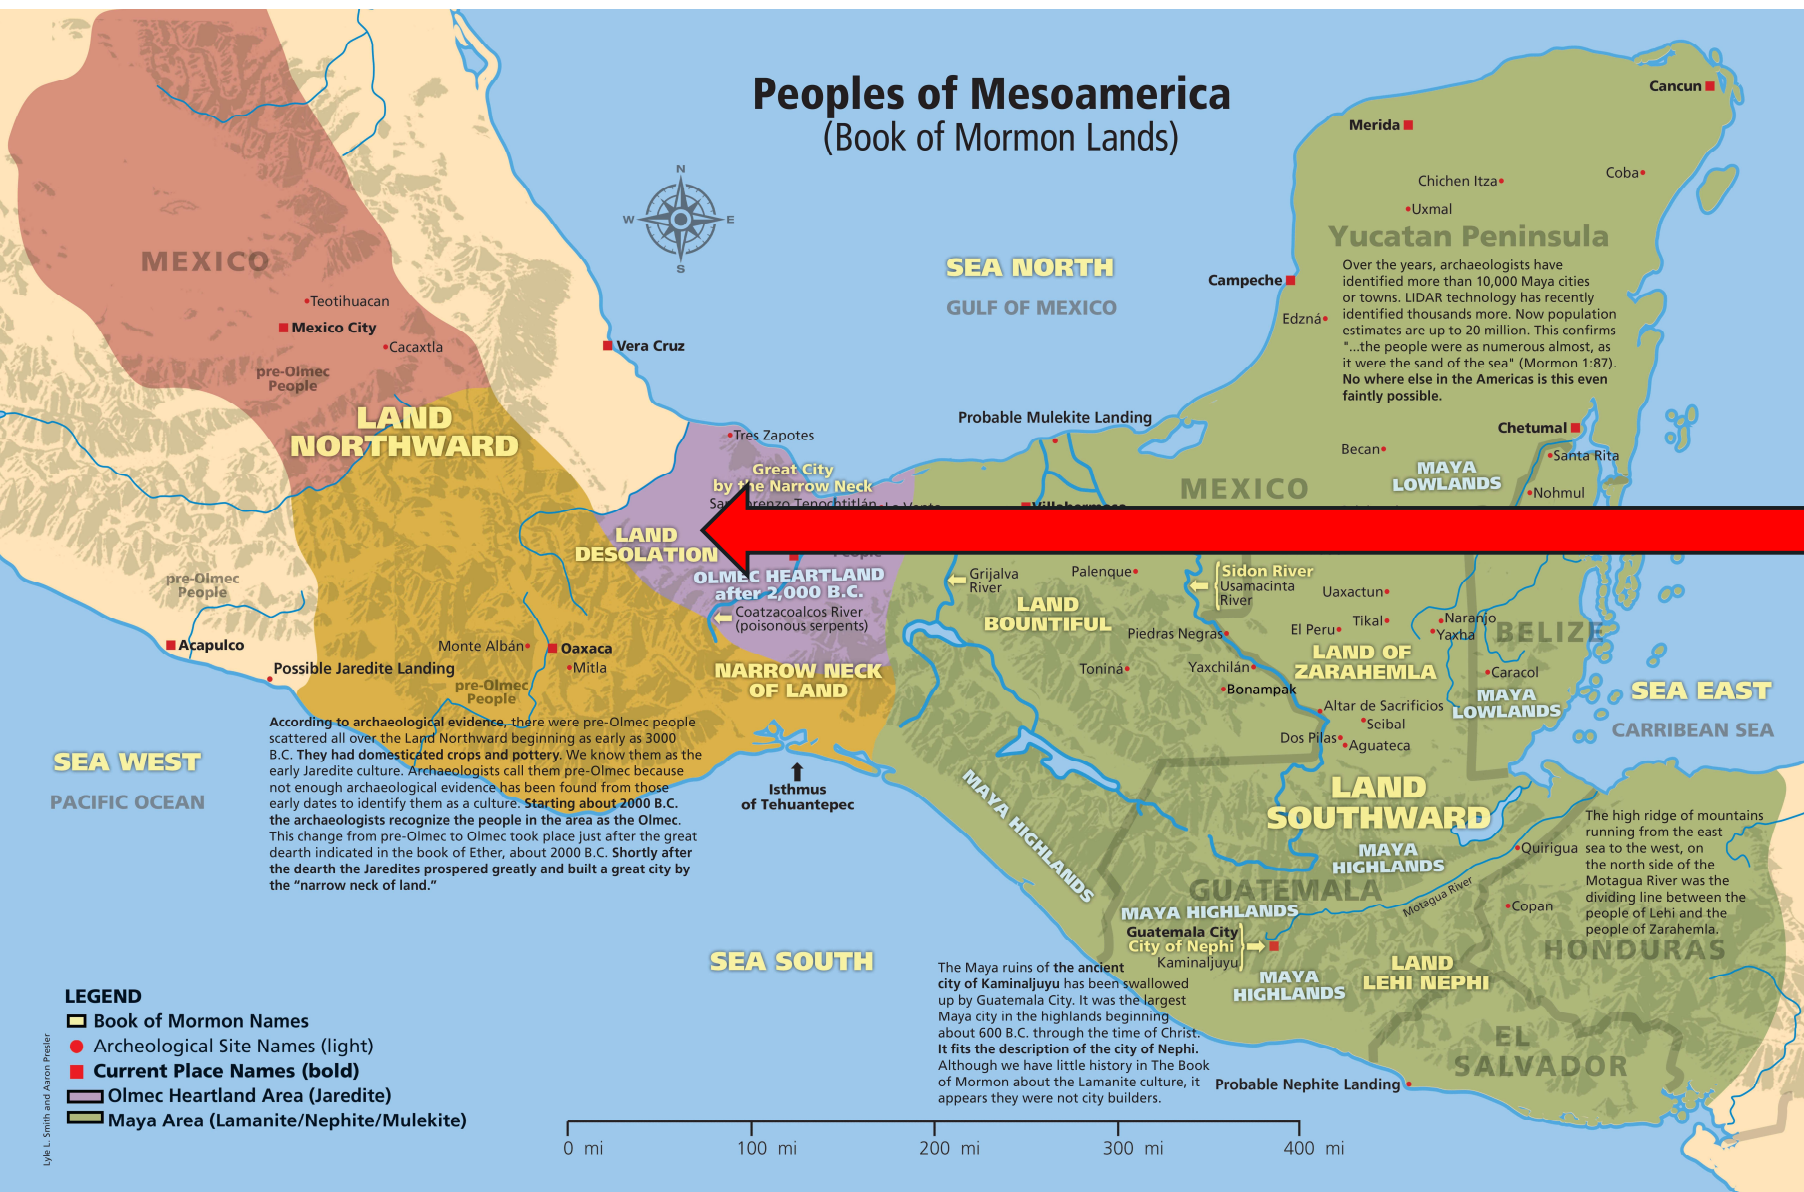 Peoples of Mesoamerica
(Book of Mormon Lands)
N
W
E
S
Cancun
Merida
Chichen Itza
Coba
Uxmal
Yucatan Peninsula
Over the years, archaeologists have
identified more than 10,000 Maya cities
or towns. LIDAR technology has recently
identified thousands more. Now population
estimates are up to 20 million. This confirms
"...the people were as numerous almost, as
it were the sand of the sea" (Mormon 1:87).
No where else in the Americas is this even
faintly possible.
SEA NORTH
GULF OF MEXICO
Campeche
Edzná
MEXICO
Teotihuacan
Mexico City
Cacaxtla
pre-Olmec
People
Vera Cruz
LAND
NORTHWARD
Tres Zapotes
Great City
by the Narrow Neck
San Lorenzo Tenochtitlán
La Venta
Probable Mulekite Landing
Villahermosa
MEXICO
Chetumal
Becan
Santa Rita
MAYA
LOWLANDS
Nohmul
LAND
DESOLATION
People
OLMEC HEARTLAND
after 2,000 B.C.
Coatzacoalcos River
(poisonous serpents)
Grijalva
River
Palenque
Sidon River
Usamacinta
River
Uaxactun
LAND
BOUNTIFUL
Piedras Negras
El Peru
Tikal
Naranjo
Yaxha
BELIZE
LAND OF
ZARAHEMLA
Toniná
Yaxchilán
Bonampak
Caracol
MAYA
LOWLANDS
Altar de Sacrificios
Seibal
Dos Pilas
Aguateca
SEA EAST
CARRIBEAN SEA
pre-Olmec
People
Acapulco
Possible Jaredite Landing
Monte Albán
Oaxaca
Mitla
pre-Olmec
People
NARROW NECK
OF LAND
According to archaeological evidence, there were pre-Olmec people
scattered all over the Land Northward beginning as early as 3000
B.C. They had domesticated crops and pottery. We know them as the
early Jaredite culture. Archaeologists call them pre-Olmec because
not enough archaeological evidence has been found from those
early dates to identify them as a culture. Starting about 2000 B.C.
the archaeologists recognize the people in the area as the Olmec.
This change from pre-Olmec to Olmec took place just after the great
dearth indicated in the book of Ether, about 2000 B.C. Shortly after
the dearth the Jaredites prospered greatly and built a great city by
the “narrow neck of land.”
SEA WEST
PACIFIC OCEAN
Isthmus
of Tehuantepec
MAYA HIGHLANDS
LAND
SOUTHWARD
MAYA
HIGHLANDS
Quirigua
The high ridge of mountains
running from the east
sea to the west, on
the north side of the
Motagua River was the
dividing line between the
people of Lehi and the
people of Zarahemla.
GUATEMALA
Motagua River
Copan
HONDURAS
MAYA HIGHLANDS
Guatemala City
City of Nephi
Kaminaljuyu
MAYA
HIGHLANDS
LAND
LEHI NEPHI
SEA SOUTH
The Maya ruins of the ancient
city of Kaminaljuyu has been swallowed
up by Guatemala City. It was the largest
Maya city in the highlands beginning
about 600 B.C. through the time of Christ.
It fits the description of the city of Nephi.
Although we have little history in The Book
of Mormon about the Lamanite culture, it
appears they were not city builders.
EL
SALVADOR
Probable Nephite Landing
LEGEND
Book of Mormon Names
Archeological Site Names (light)
Current Place Names (bold)
Olmec Heartland Area (Jaredite)
Maya Area (Lamanite/Nephite/Mulekite)
Lyle L. Smith and Aaron Presler
0 mi
100 mi
200 mi
300 mi
400 mi